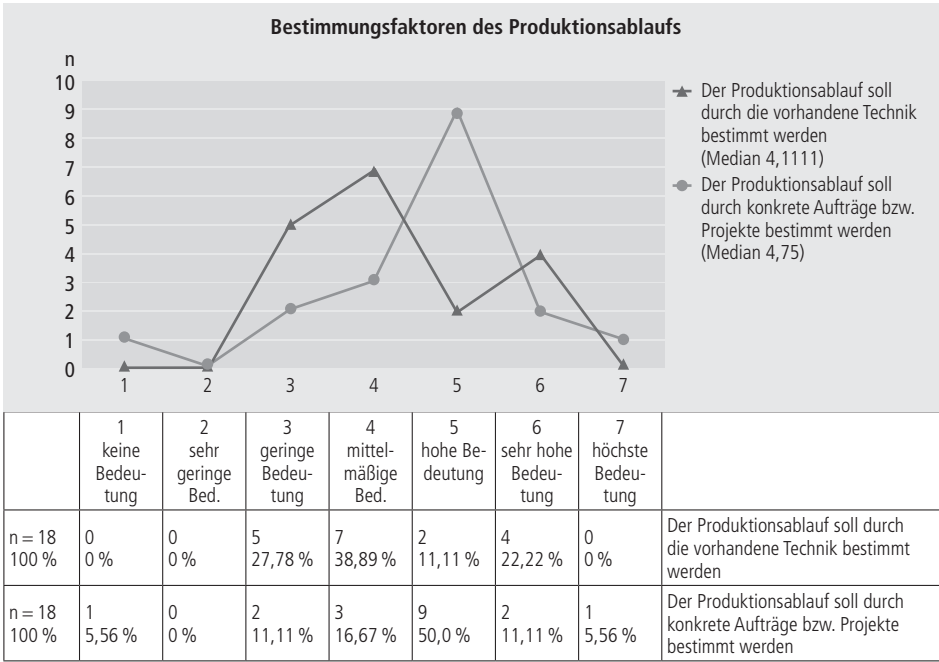 Bestimmungsfaktoren des Produktionsablaufs
n
10
9
8
7
6
5
4
3
2
1
0
1 2 3 4 5 6 7
Der Produktionsablauf soll
durch die vorhandene Technik
bestimmt werden
(Median 4,1111)
Der Produktionsablauf soll
durch konkrete Aufträge bzw.
Projekte bestimmt werden
(Median 4,75)
1
keine
Bedeu-
tung
2
sehr
geringe
Bed.
3
geringe
Bedeu-
tung
4
mittel-
mäßige
Bed.
5
hohe Be-
deutung
6
sehr hohe
Bedeu-
tung
7
höchste
Bedeu-
tung
n = 18
100 %
0
0 %
0
0 %
5
27,78 %
7
38,89 %
2
11,11 %
4
22,22 %
0
0 %
Der Produktionsablauf soll durch
die vorhandene Technik bestimmt
werden
n = 18
100 %
1
5,56 %
0
0 %
2
11,11 %
3
16,67 %
9
50,0 %
2
11,11 %
1
5,56 %
Der Produktionsablauf soll durch
konkrete Aufträge bzw. Projekte
bestimmt werden